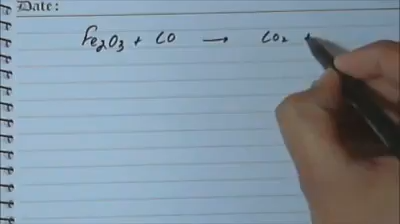 Date:
Fe₂O₃ + CO → CO₂